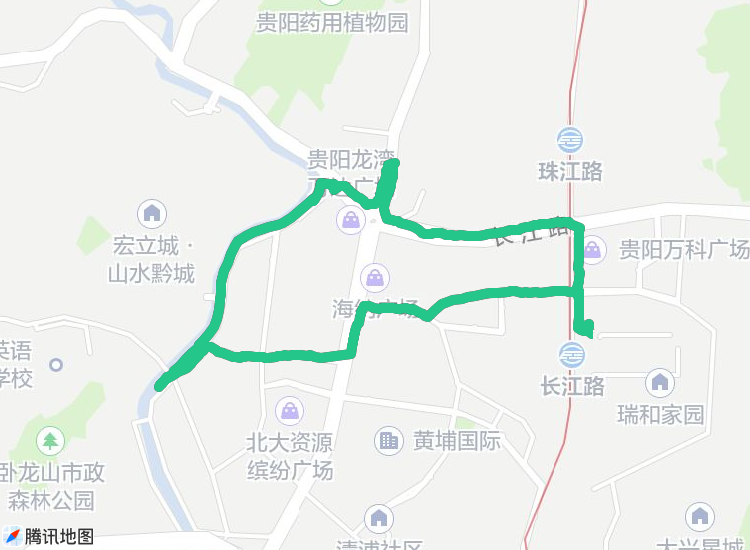 贵阳药用植物园
贵阳龙湾
珠江路
宏立城·
山水黔城
长江路
贵阳万科广场
英语
学校
长江路
瑞和家园
北大资源
缤纷广场
黄埔国际
卧龙山市政
森林公园
腾讯地图